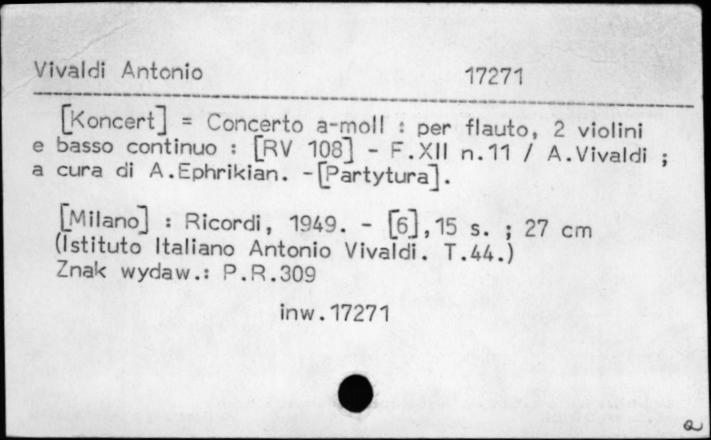 Vivaldi Antonio 17271
[Koncert] = Concerto a-moll : per flauto, 2 violini
e basso continuo : [RV 108] - F.XII n.11 / A.Vivaldi ;
a cura di A.Ephrikian. -[Partytura].
[Milano] : Ricordi, 1949. - [6],15 s. ; 27 cm
(Istituto Italiano Antonio Vivaldi. T.44.)
Znak wydaw.: P.R.309
inw.17271